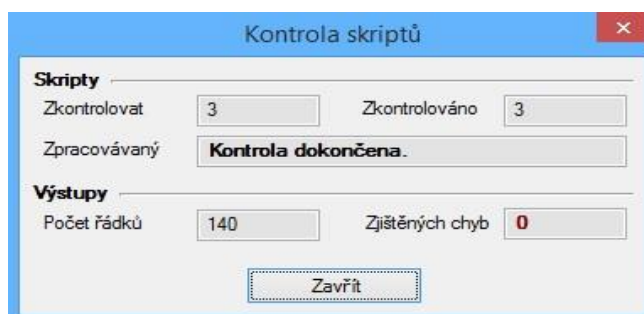 Kontrola skriptů
Skripty
Zkontrolovat 3 Zkontrolováno 3
Zpracovávaný Kontrola dokončena.
Výstupy
Počet řádků 140 Zjištěných chyb 0
Zavřít